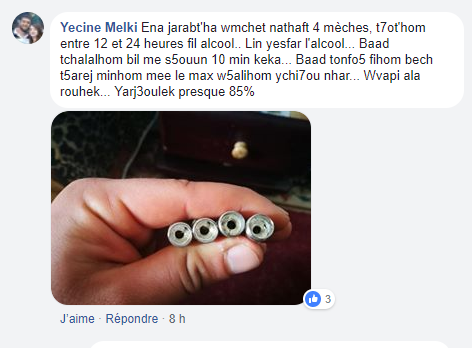 Yecine Melki Ena jarabt'ha wmchet nathaft 4 mèches, t7ot'hom
entre 12 et 24 heures fil alcool.. Lin yesfar l'alcool... Baad
tchalalhom bil me s5ouun 10 min keka... Baad tonfo5 fihom bech
t5arej minhom mee le max w5alihom ychi7ou nhar... Wvapi ala
rouhek... Yarj3oulek presque 85%
3
J'aime · Répondre · 8 h